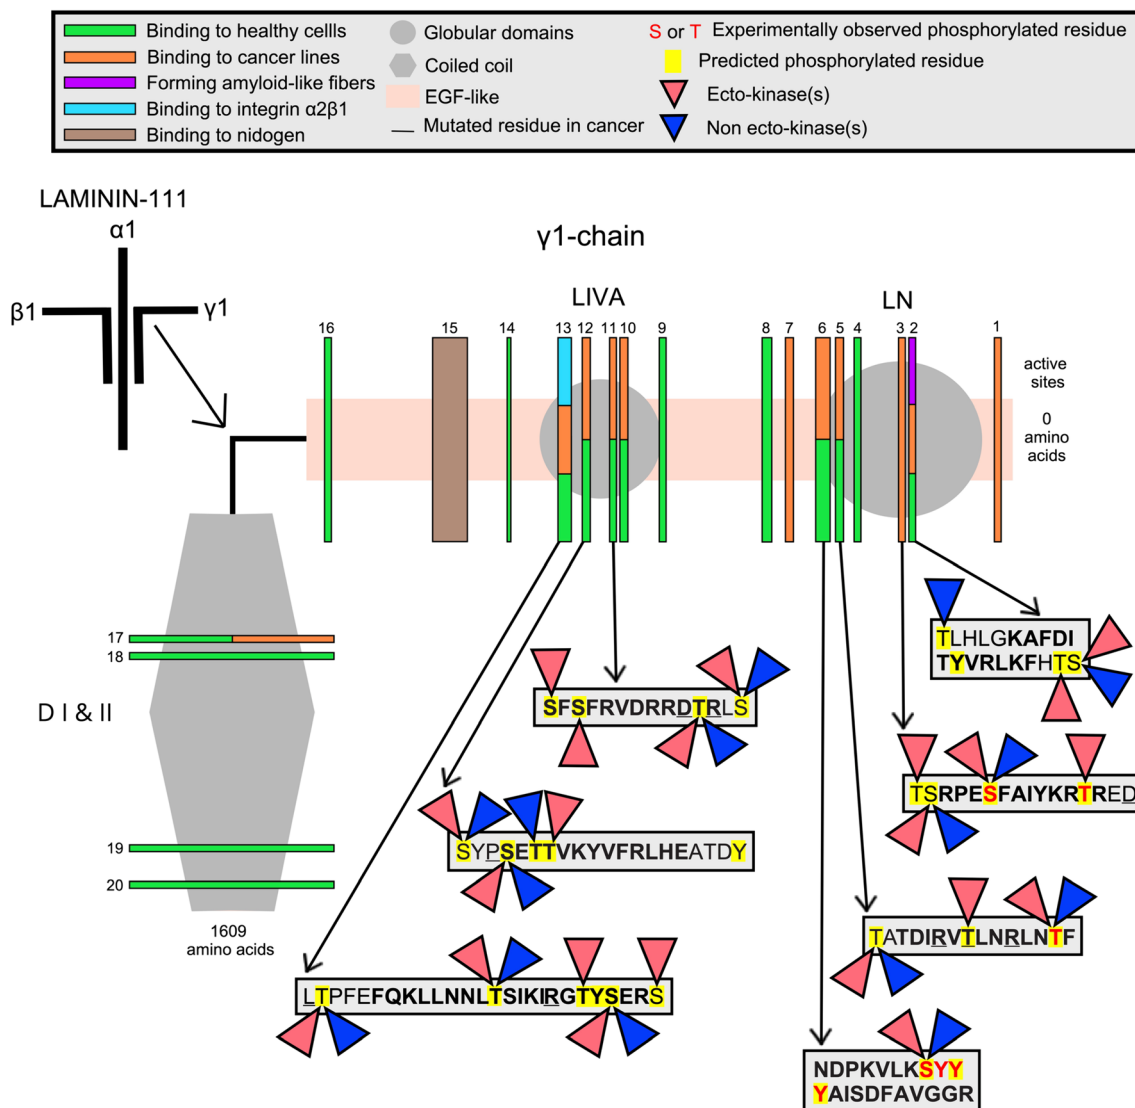 Binding to healthy cellls
Binding to cancer lines
Forming amyloid-like fibers
Binding to integrin α2β1
Binding to nidogen
Globular domains
Coiled coil
EGF-like
Mutated residue in cancer
S or T Experimentally observed phosphorylated residue
Predicted phosphorylated residue
Ecto-kinase(s)
Non ecto-kinase(s)
LAMININ-111
α1
β1
γ1
γ1-chain
LIVA
LN
16
15
14
13
12
11
10
9
8
7
6
5
4
3
2
1
active
sites
0
amino
acids
17
18
D I & II
19
20
1609
amino acids
TLHLGKAFDI
TYVRLKFHTS
SFSFRVDRRDTRLS
TSRPESFAIYKRTRED
SYPSETTVKYVFRLHEATDY
TATDIRVTLNRLNTF
LTPFEFQKLLNNLTSIKIRGTYSERS
NDPKVLKSYY
YAISDFAVGGR